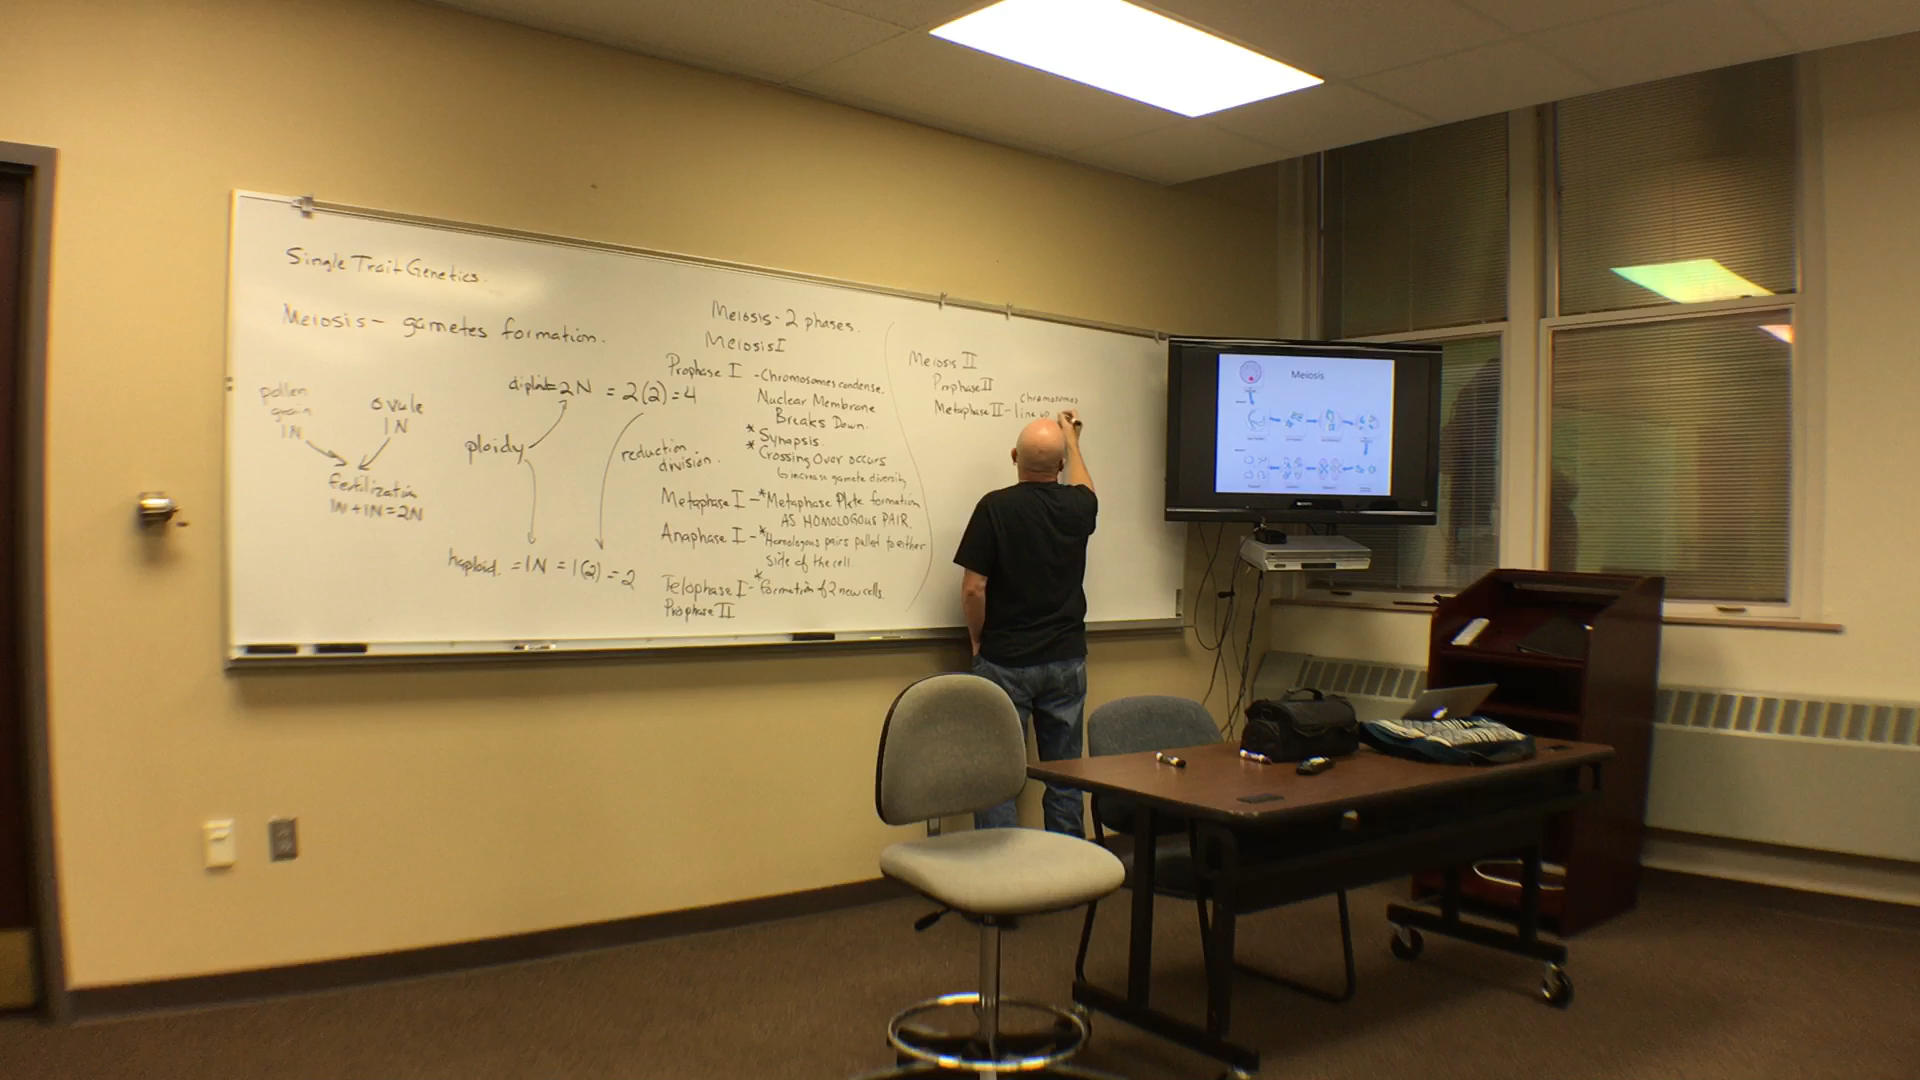 Single Trait Genetics.
Meiosis - gametes formation.
pollen
grain
1N
ovule
1N
fertilization
1N + 1N = 2N
ploidy
diploid = 2N = 2(2) = 4
reduction
division.
haploid. = 1N = 1(2) = 2
Meiosis - 2 phases.
Meiosis I
Prophase I - Chromosomes condense.
Nuclear Membrane
Breaks Down.
* Synapsis.
* Crossing Over occurs
increase gamete diversity
Metaphase I - * Metaphase Plate formation
AS HOMOLOGOUS PAIR.
Anaphase I - * Homologous pairs pulled to either
side of the cell.
Telophase I - * Formation of 2 new cells.
Prophase II
Meiosis II
Prophase II
chromosomes
Metaphase II - line up
Meiosis
SONY